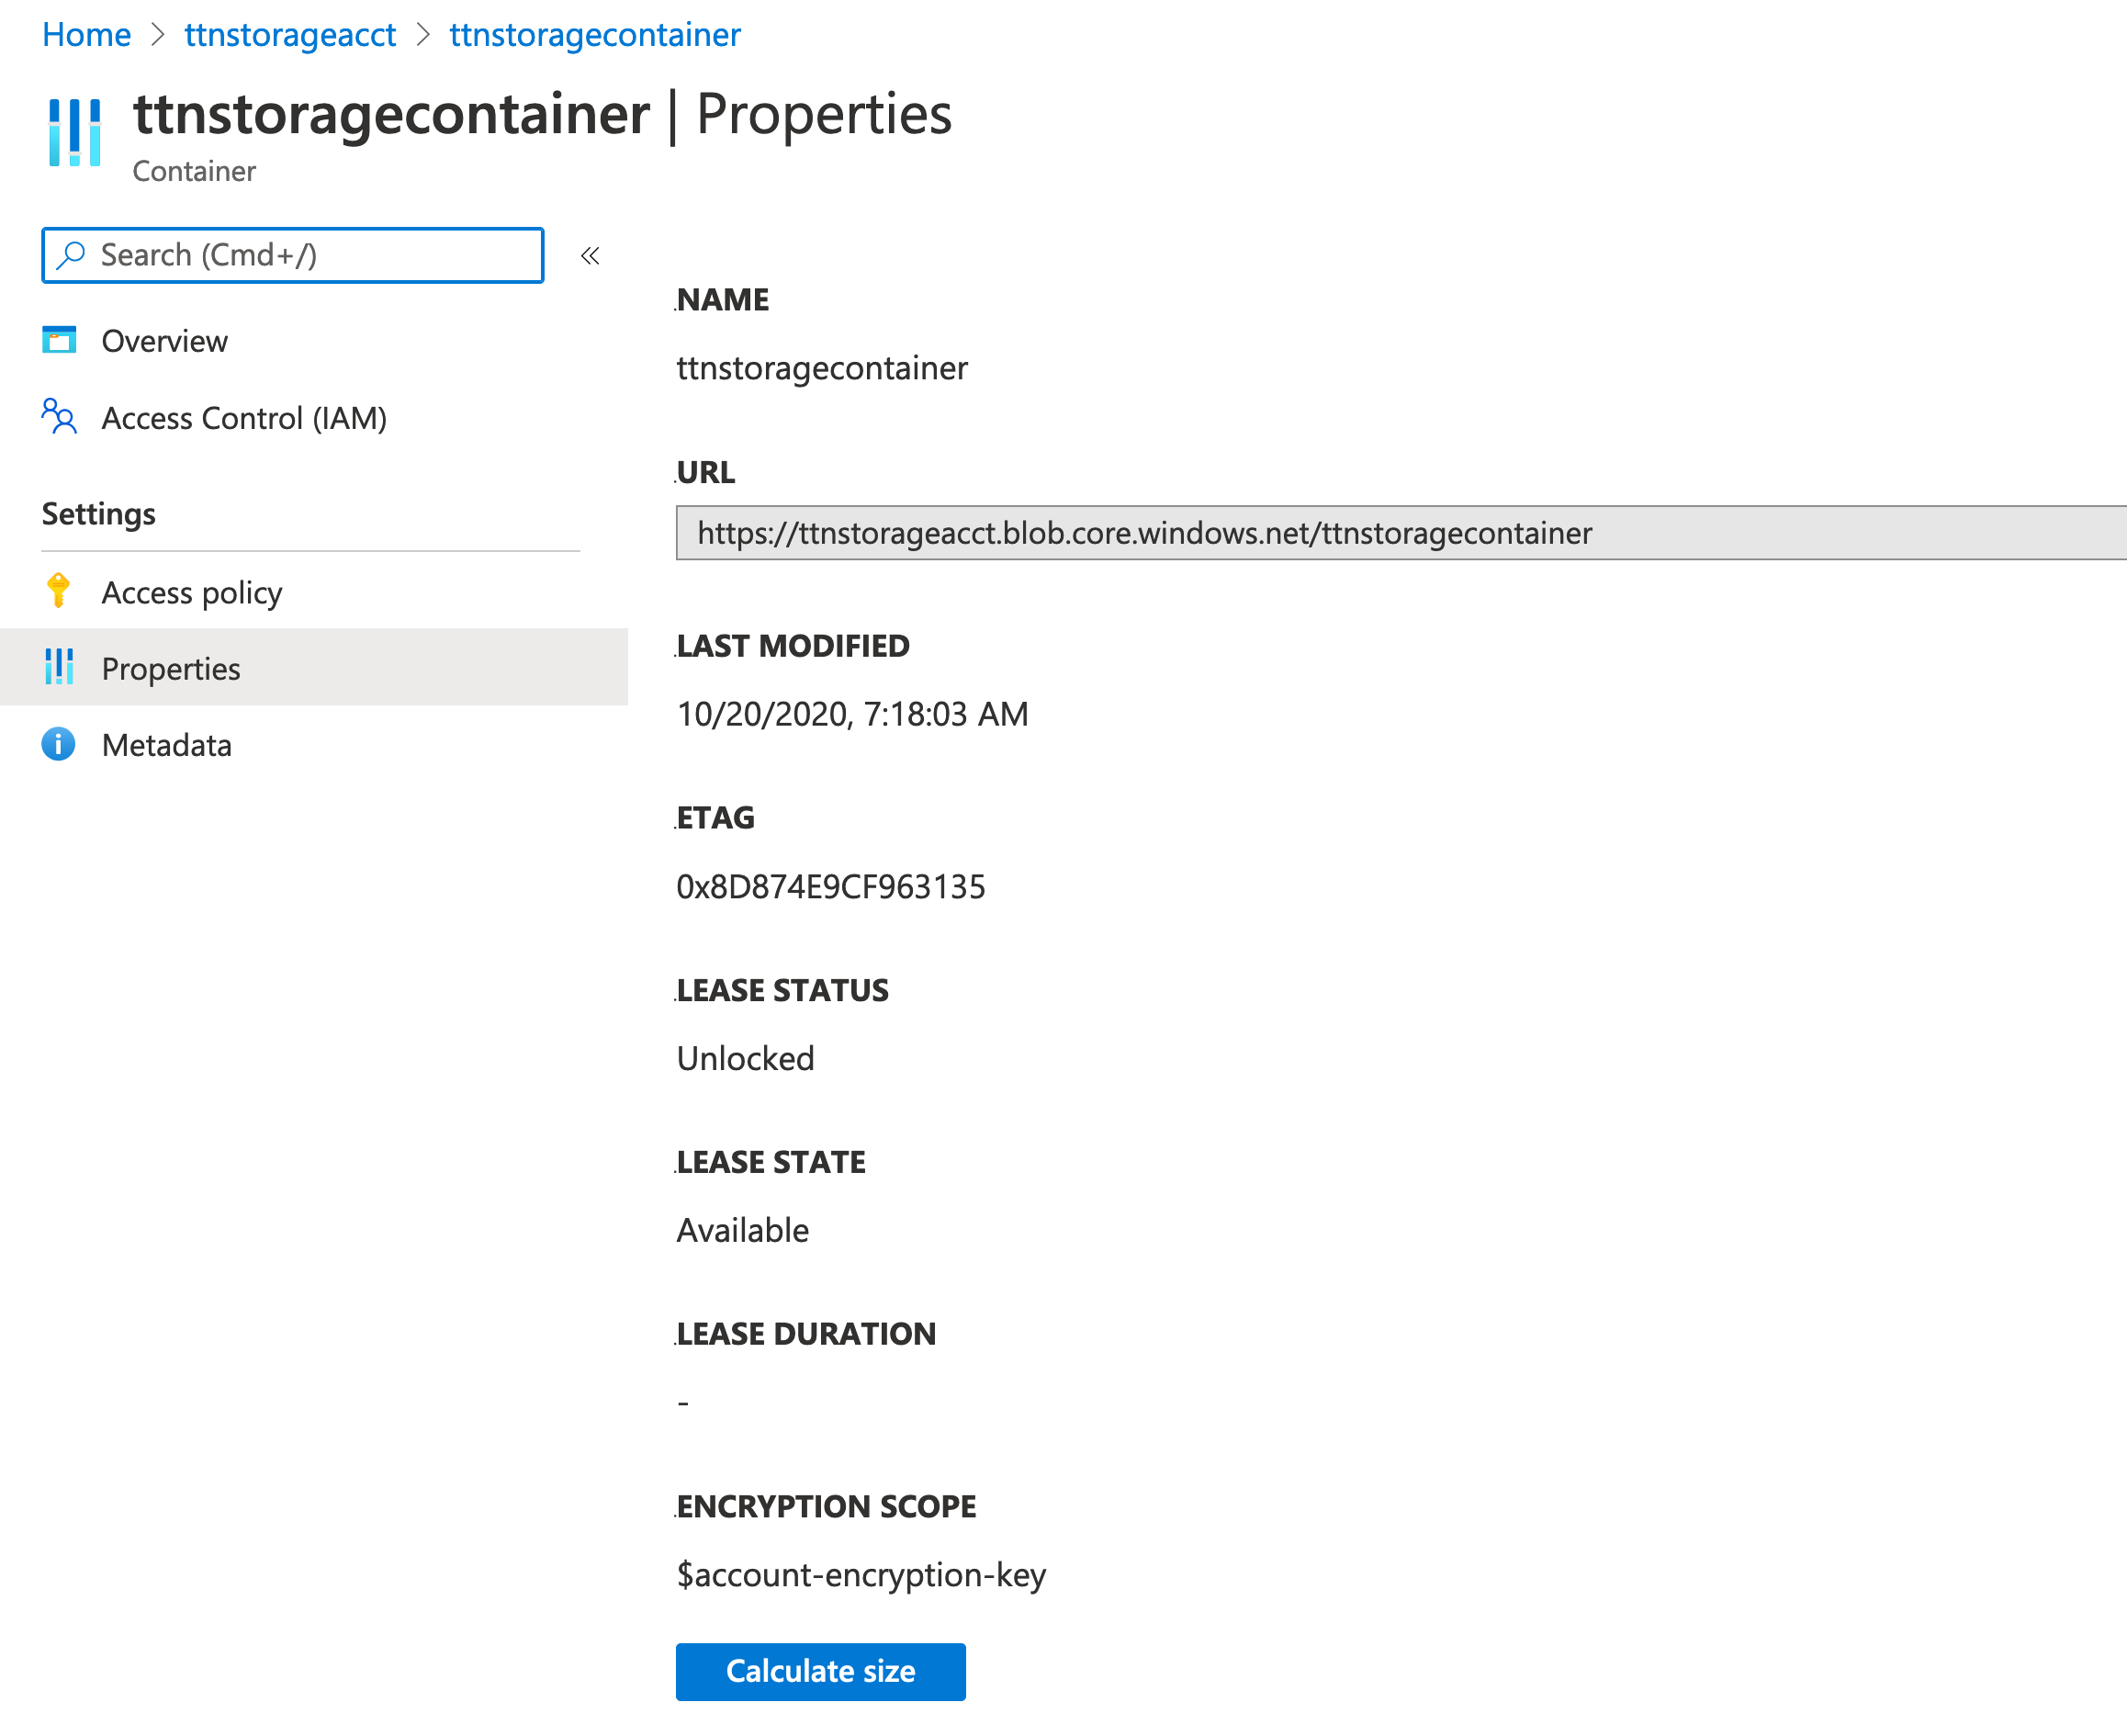 Home > ttnstorageacct > ttnstoragecontainer
ttnstoragecontainer | Properties
Container
Search (Cmd+/)
«
Overview
Access Control (IAM)
Settings
Access policy
Properties
Metadata
NAME
ttnstoragecontainer
URL
https://ttnstorageacct.blob.core.windows.net/ttnstoragecontainer
LAST MODIFIED
10/20/2020, 7:18:03 AM
ETAG
0x8D874E9CF963135
LEASE STATUS
Unlocked
LEASE STATE
Available
LEASE DURATION
-
ENCRYPTION SCOPE
$account-encryption-key
Calculate size